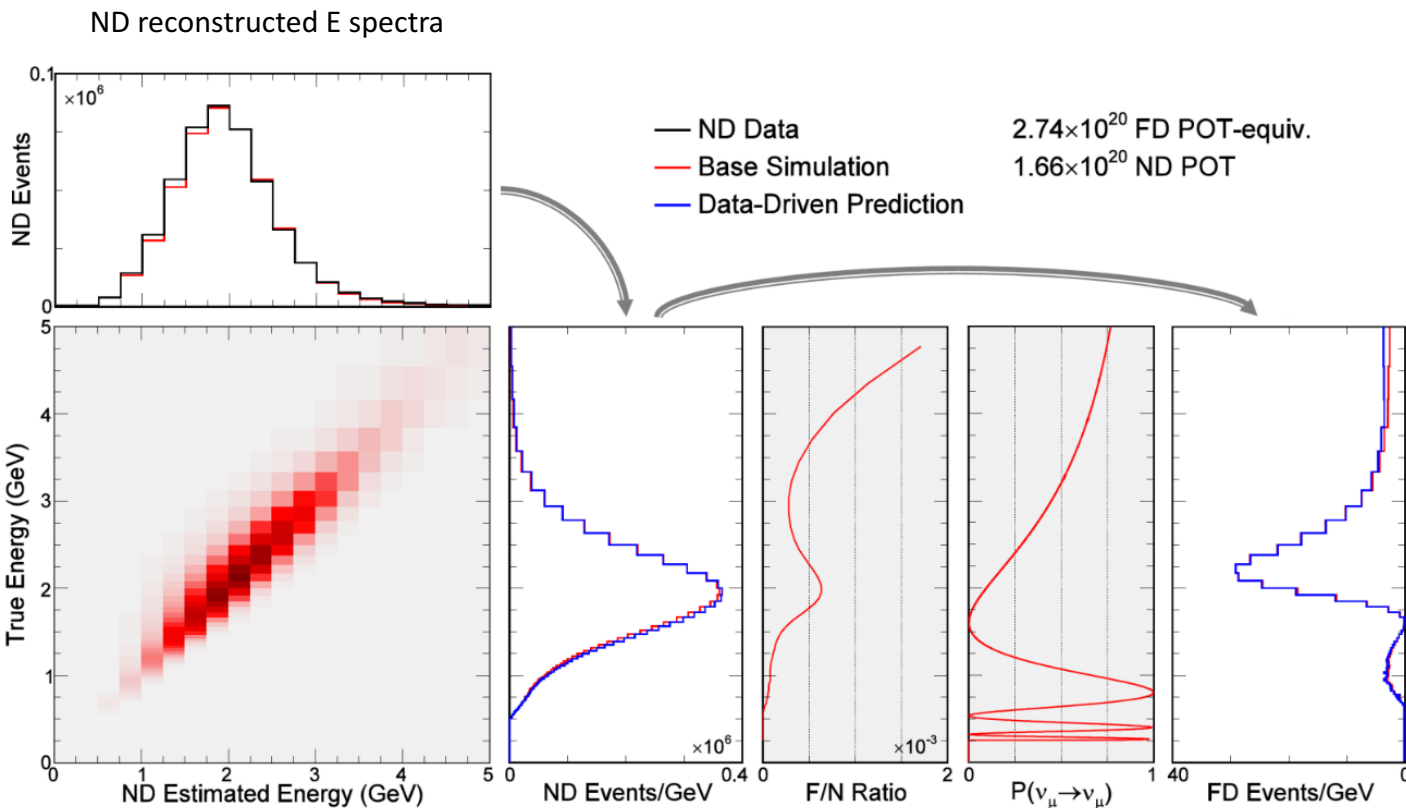 ND reconstructed E spectra
0.1
×10⁶
ND Events
0
ND Data
2.74×10²⁰ FD POT-equiv.
Base Simulation
1.66×10²⁰ ND POT
Data-Driven Prediction
5
4
3
2
1
0
True Energy (GeV)
0 1 2 3 4 5
ND Estimated Energy (GeV)
×10⁶
0 0.4
ND Events/GeV
×10⁻³
0 2
F/N Ratio
0 1
P(νμ→νμ)
40 0
FD Events/GeV